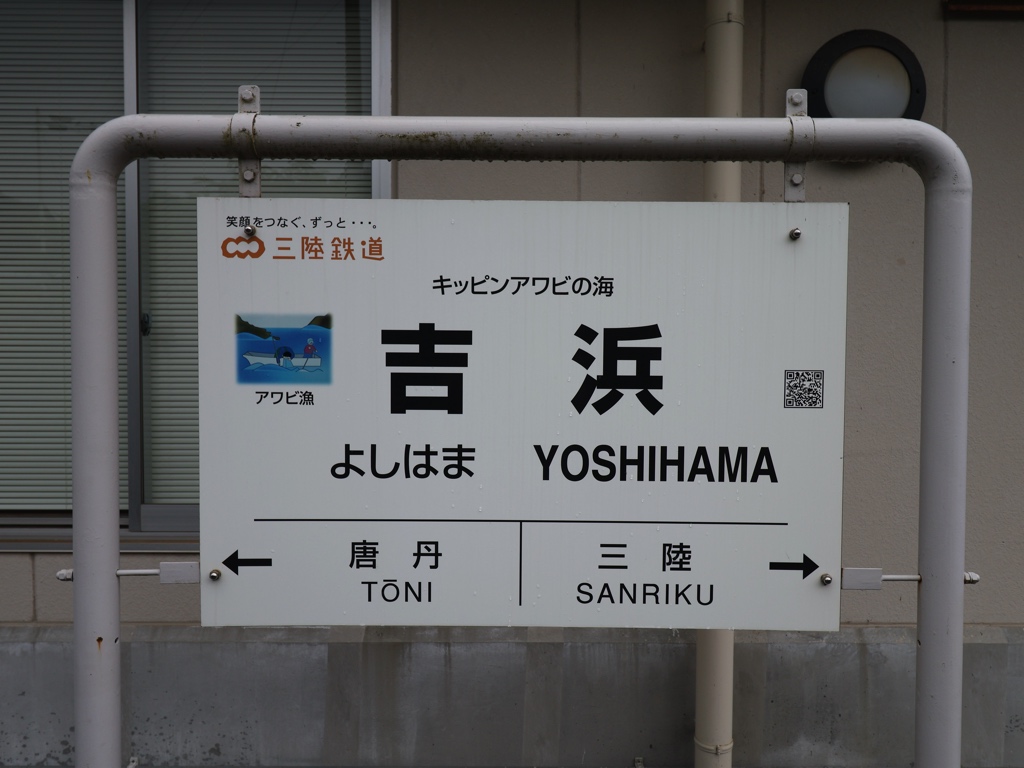 笑顔をつなぐ、ずっと・・・。
三陸鉄道
キッピンアワビの海
吉 浜
アワビ漁
よしはま YOSHIHAMA
唐 丹
TŌNI
三 陸
SANRIKU